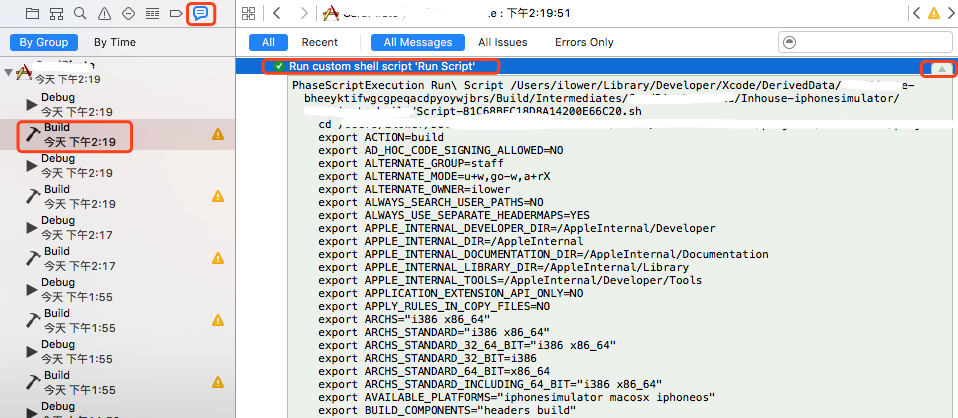 By Group
By Time
今天 下午2:19
Debug
今天 下午2:19
Build
今天 下午2:19
Debug
今天 下午2:19
Build
今天 下午2:19
Debug
今天 下午2:17
Build
今天 下午2:17
Debug
今天 下午1:55
Build
今天 下午1:55
Debug
今天 下午1:55
Build
今天 下午1:55
Debug
: 下午2:19:51
All
Recent
All Messages
All Issues
Errors Only
Run custom shell script 'Run Script'
PhaseScriptExecution Run\ Script /Users/ilower/Library/Developer/Xcode/DerivedData/
bheeyktifwgcgpeqacdpyoywjbrs/Build/Intermediates/ /Inhouse-iphonesimulator/
/Script-81C68BEC18D8A14200E66C20.sh
cd
export ACTION=build
export AD_HOC_CODE_SIGNING_ALLOWED=NO
export ALTERNATE_GROUP=staff
export ALTERNATE_MODE=u+w,go-w,a+rX
export ALTERNATE_OWNER=ilower
export ALWAYS_SEARCH_USER_PATHS=NO
export ALWAYS_USE_SEPARATE_HEADERMAPS=YES
export APPLE_INTERNAL_DEVELOPER_DIR=/AppleInternal/Developer
export APPLE_INTERNAL_DIR=/AppleInternal
export APPLE_INTERNAL_DOCUMENTATION_DIR=/AppleInternal/Documentation
export APPLE_INTERNAL_LIBRARY_DIR=/AppleInternal/Library
export APPLE_INTERNAL_TOOLS=/AppleInternal/Developer/Tools
export APPLICATION_EXTENSION_API_ONLY=NO
export APPLY_RULES_IN_COPY_FILES=NO
export ARCHS="i386 x86_64"
export ARCHS_STANDARD="i386 x86_64"
export ARCHS_STANDARD_32_64_BIT="i386 x86_64"
export ARCHS_STANDARD_32_BIT=i386
export ARCHS_STANDARD_64_BIT=x86_64
export ARCHS_STANDARD_INCLUDING_64_BIT="i386 x86_64"
export AVAILABLE_PLATFORMS="iphonesimulator macosx iphoneos"
export BUILD_COMPONENTS="headers build"